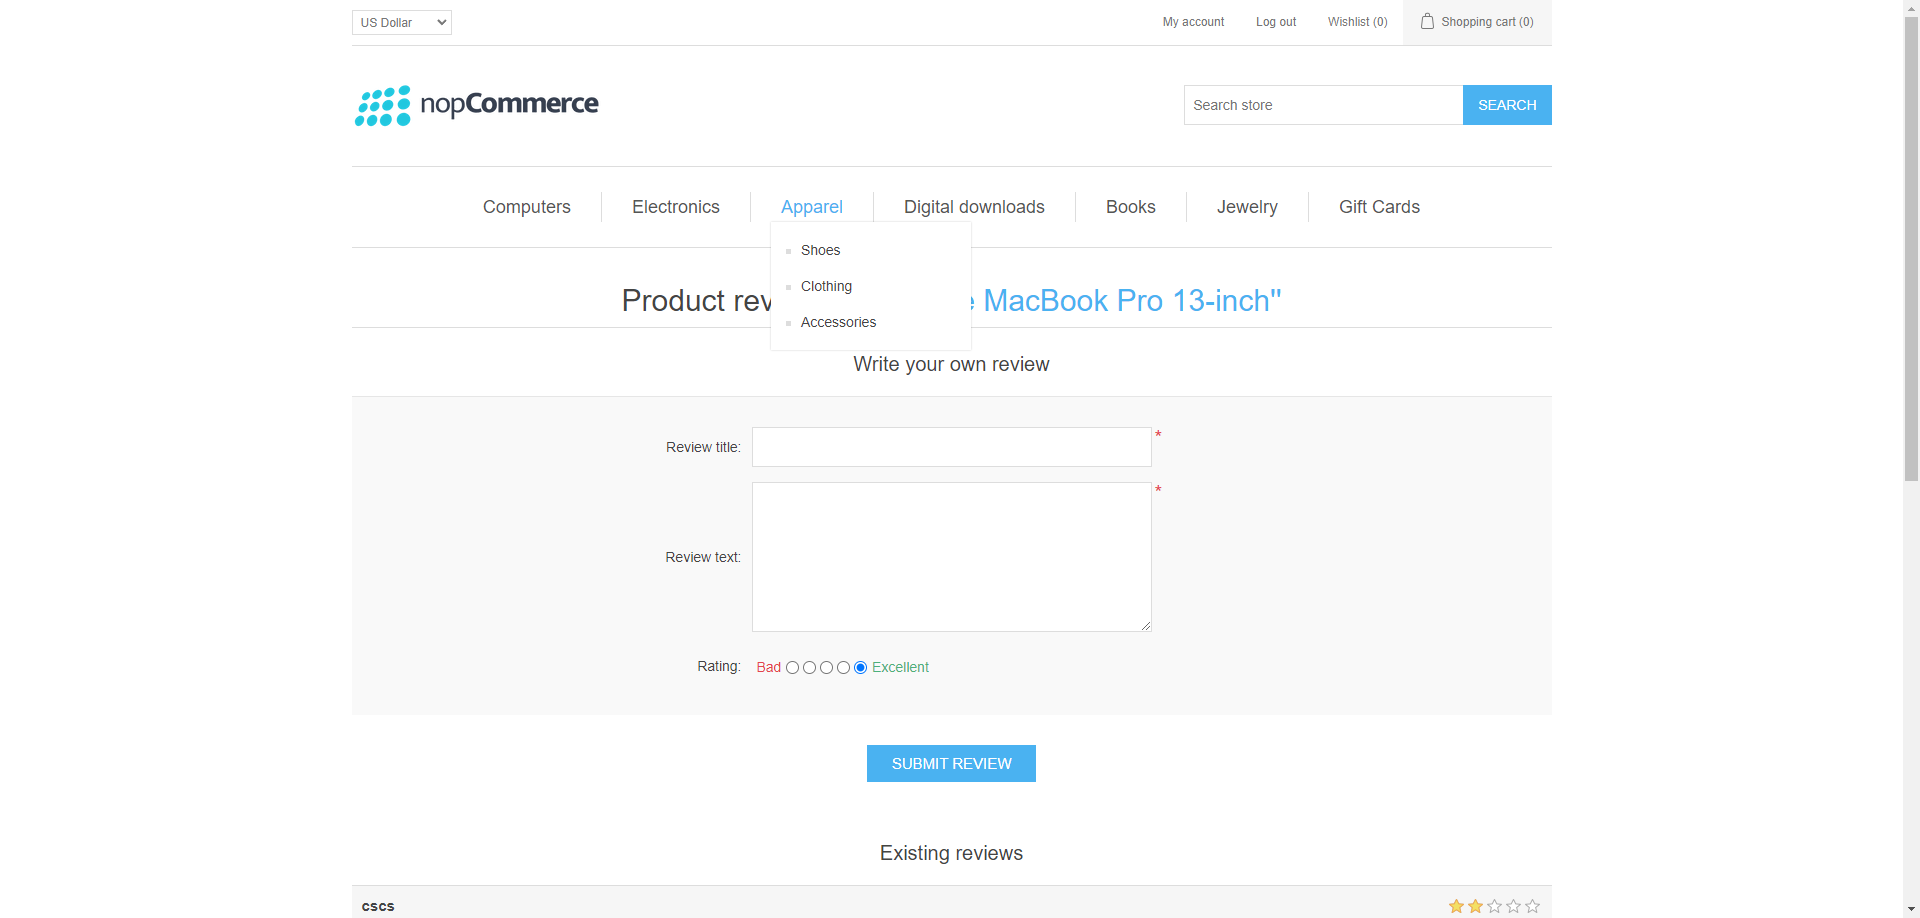 US Dollar
My account
Log out
Wishlist (0)
Shopping cart (0)
nopCommerce
Search store
SEARCH
Computers
Electronics
Apparel
Digital downloads
Books
Jewelry
Gift Cards
Shoes
Clothing
Accessories
Product MacBook Pro 13-inch"
Write your own review
Review title:
*
*
Review text:
Rating:
Bad
Excellent
SUBMIT REVIEW
Existing reviews
cscs